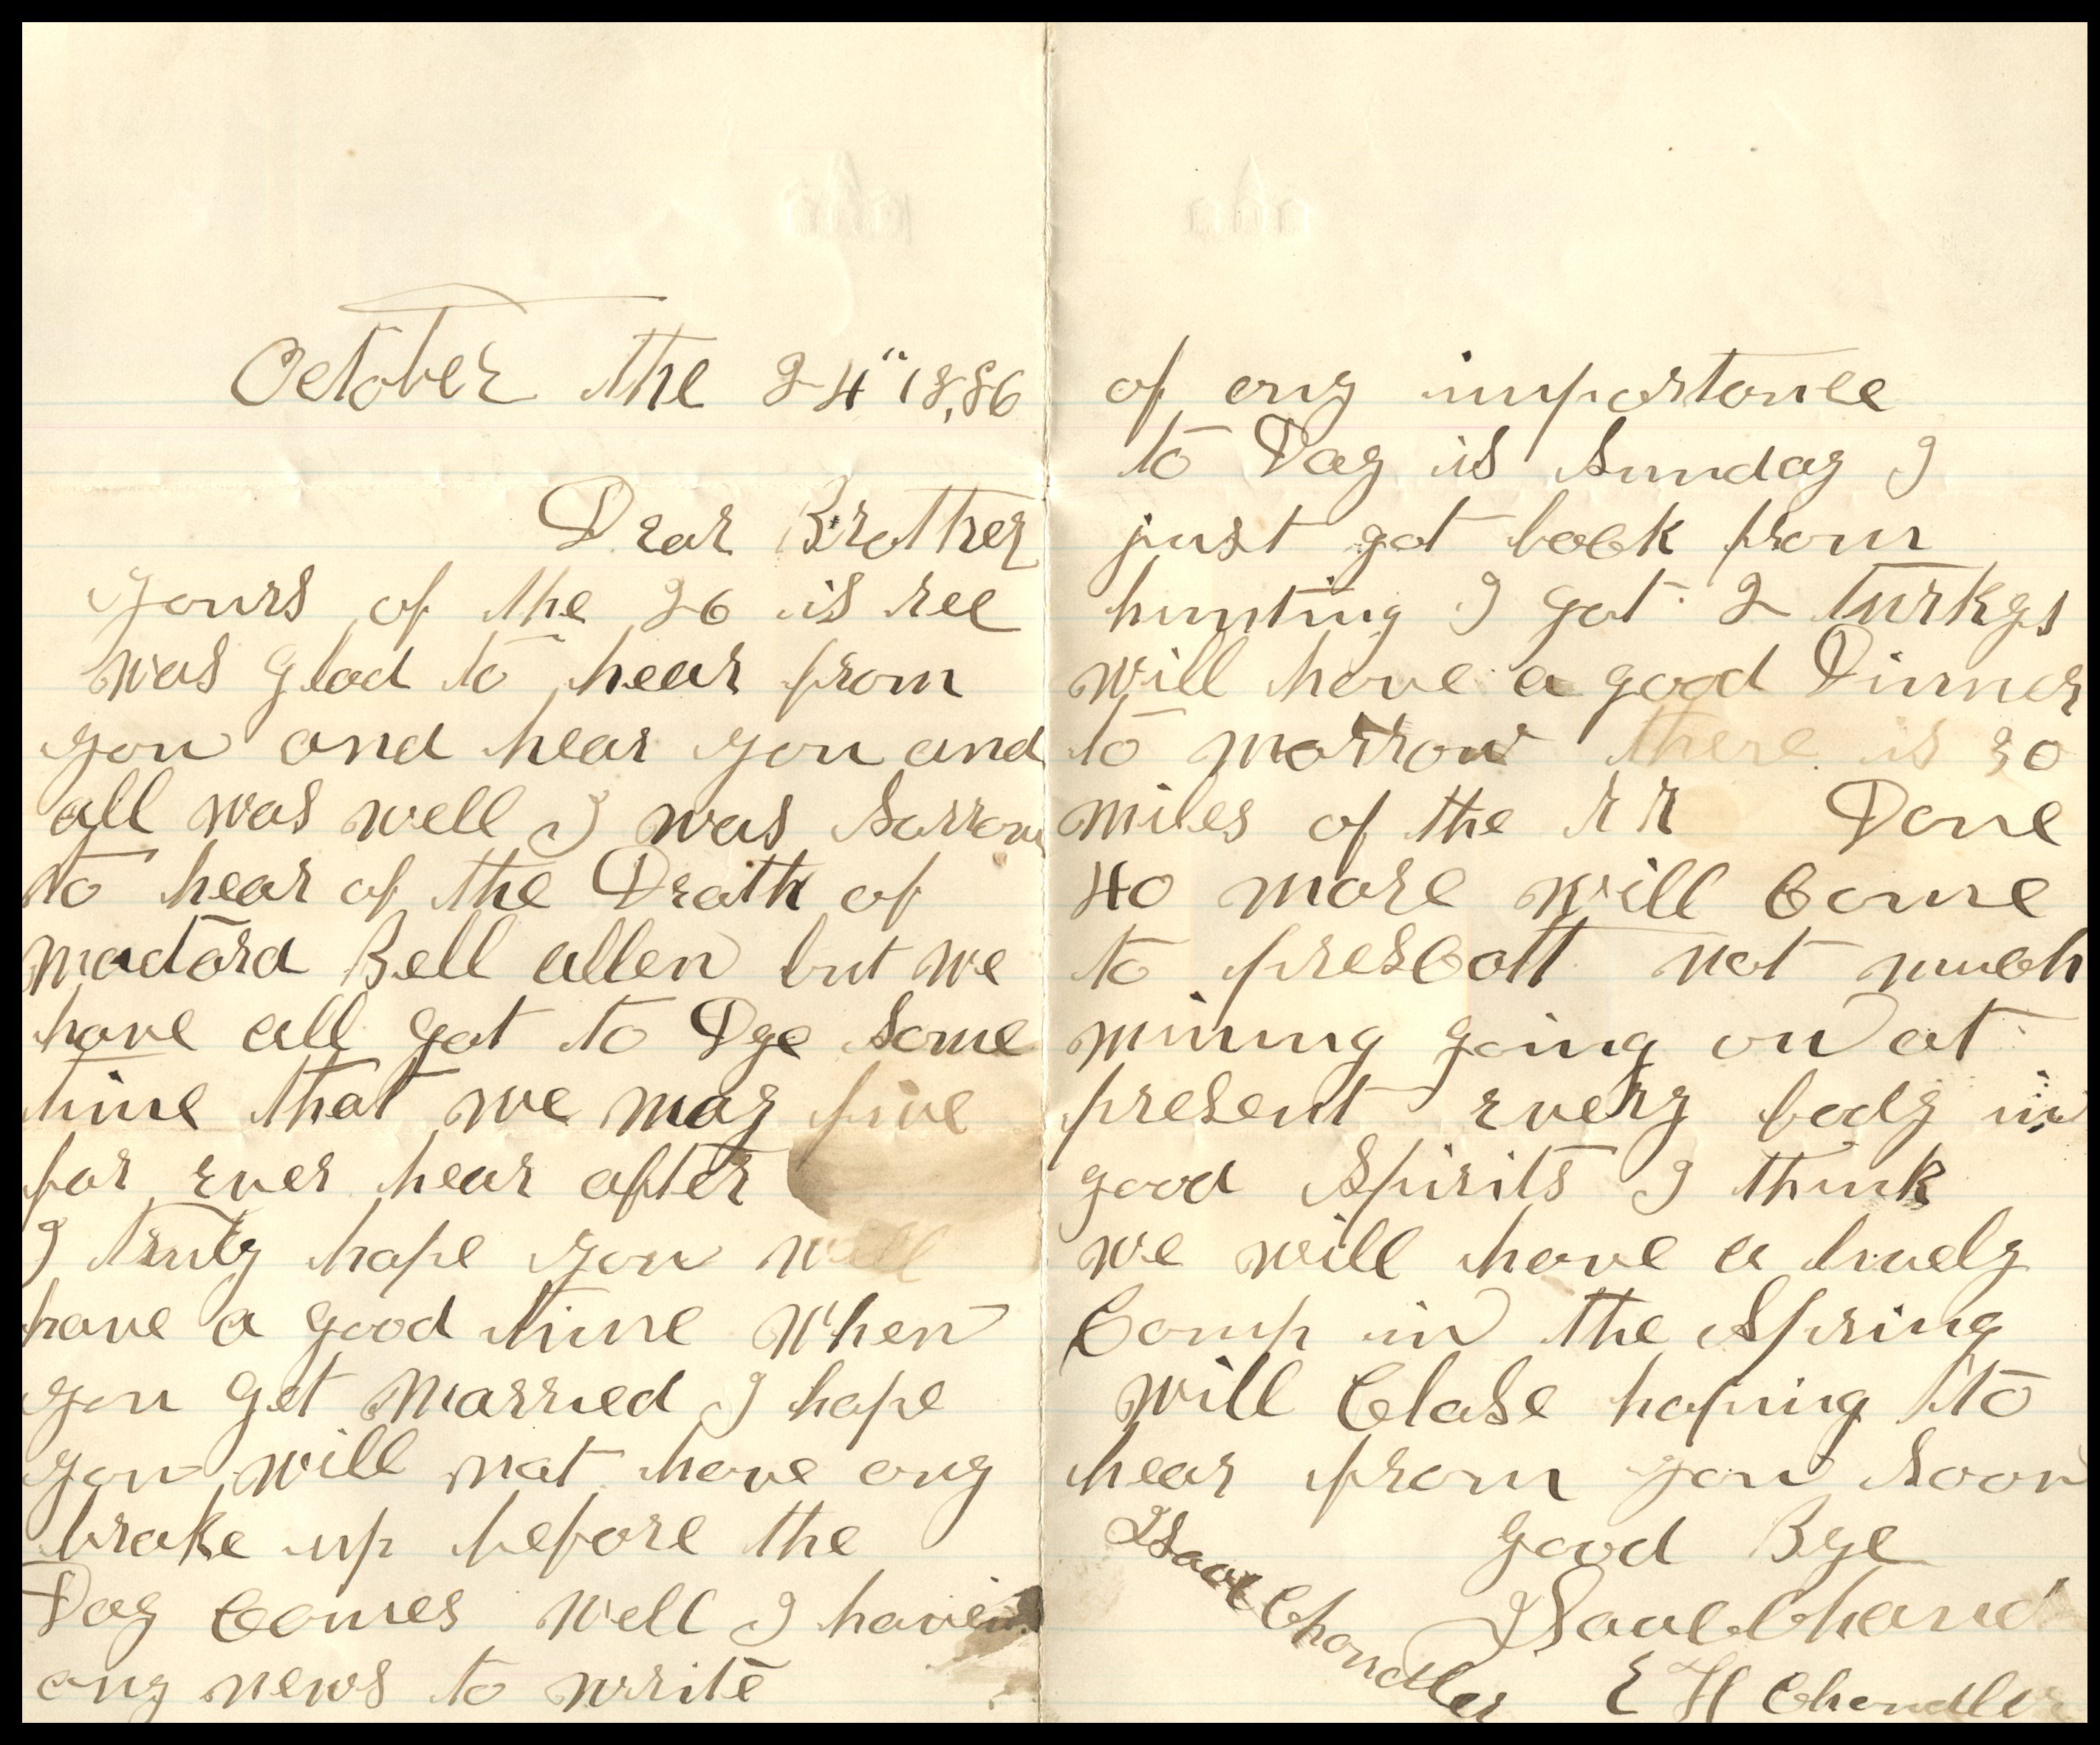 October the 24" 18,86
Dear Brother
yours of the 26 is rec
was glad to hear from
you and hear you and
all was well I was Sorrow
to hear of the Death of
Bell allen but we
have all got to Dye Some
time that we may live
for ever hear after
I truly hope you will
have a good time When
you get Married I hope
you will not have any
brake up before the
Day Comes well I haven
any news to write
of any importance
to Day is Sunday I
just got back from
hunting I got 2 turkys
will have a good Dinner
to morrow there is 30
miles of the r r Done
40 more will Come
to prescott not much
mining going on at
present every body in
good Spirits I think
we will have a lively
Camp in the Spring
will Close hoping to
hear from you Soon
good Bye
Isaac Chand
Isaac Chandler
E H Chandler